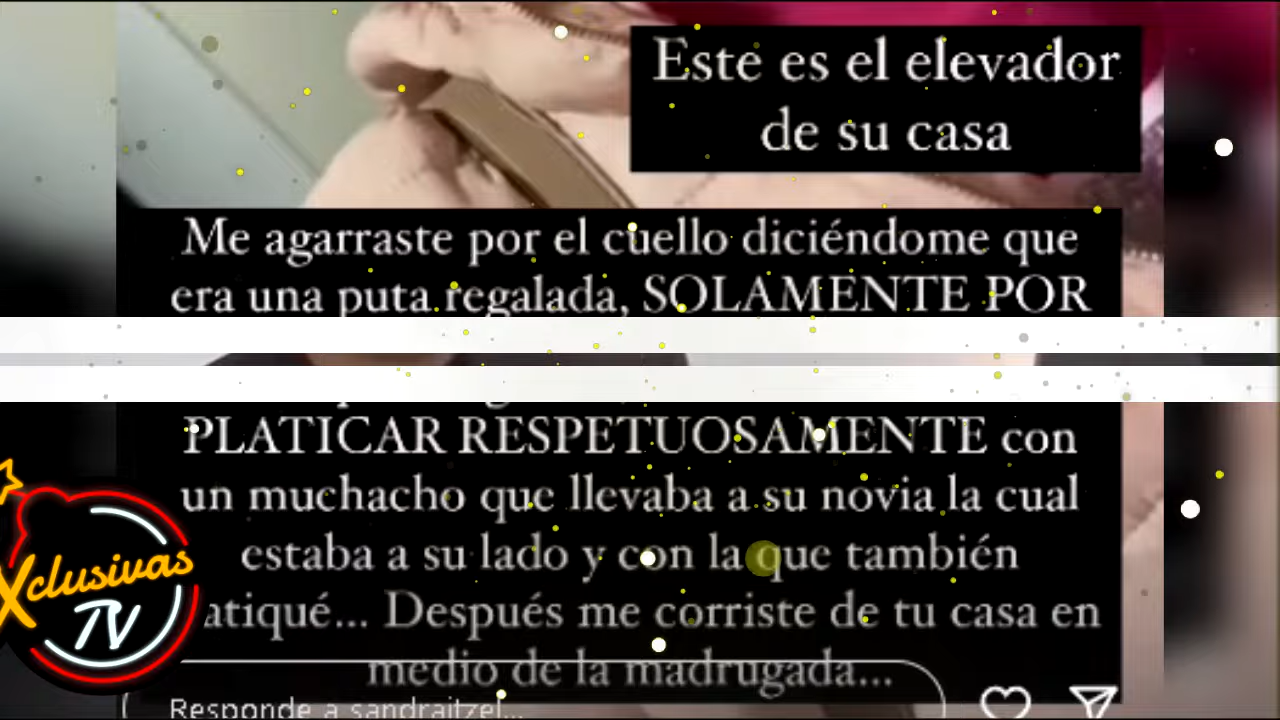 Este es el elevador
de su casa
Me agarraste por el cuello diciéndome que
era una puta regalada, SOLAMENTE POR
PLATICAR RESPETUOSAMENTE con
un muchacho que llevaba a su novia la cual
estaba a su lado y con la que también
atiqué... Después me corriste de tu casa en
medio de la madrugada...
Responde a sandraitzel...
Xclusivas
TV